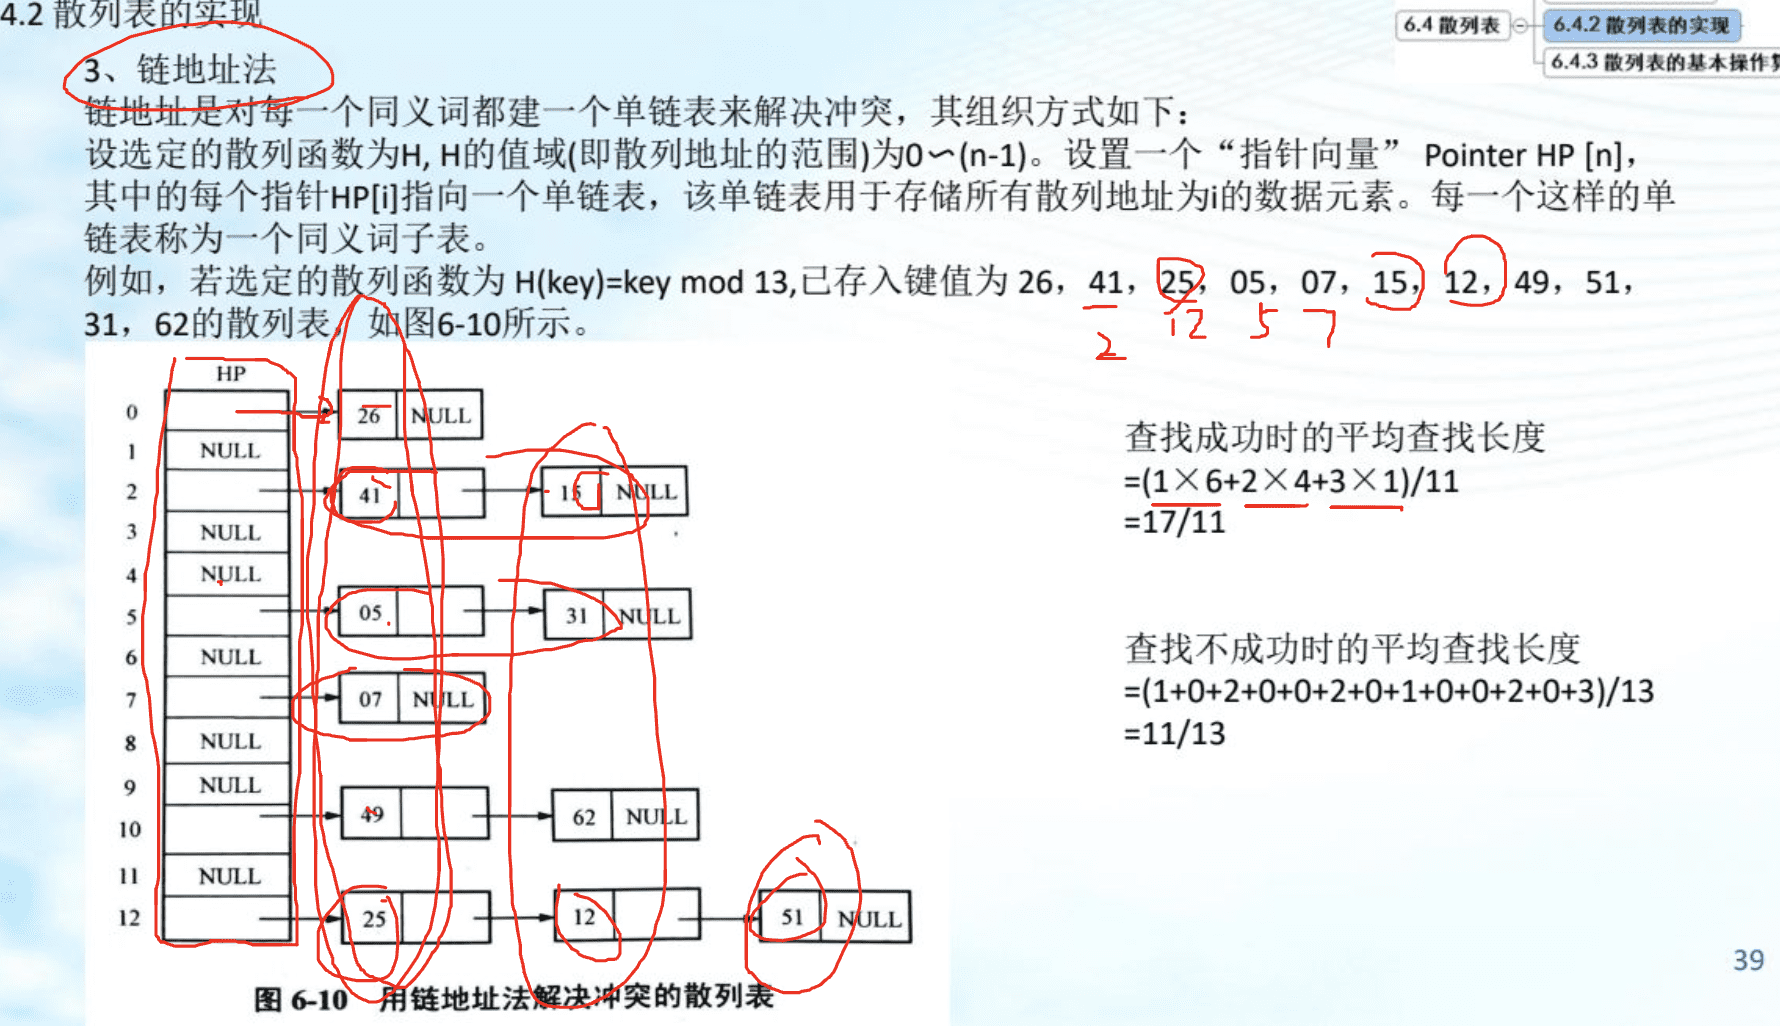 4.2 散列表的实现
6.4 散列表
6.4.2 散列表的实现
6.4.3 散列表的基本操作
3、链地址法
链地址是对每一个同义词都建一个单链表来解决冲突，其组织方式如下：
设选定的散列函数为H, H的值域(即散列地址的范围)为0∽(n-1)。设置一个“指针向量” Pointer HP [n]，
其中的每个指针HP[i]指向一个单链表，该单链表用于存储所有散列地址为i的数据元素。每一个这样的单
链表称为一个同义词子表。
例如，若选定的散列函数为 H(key)=key mod 13,已存入键值为 26，41，25，05，07，15，12，49，51，
31，62的散列表，如图6-10所示。
2 12 5 7
HP
0 26 NULL
1 NULL
2 41 15 NULL
3 NULL
4 NULL
5 05 31 NULL
6 NULL
7 07 NULL
8 NULL
9 NULL
10 49 62 NULL
11 NULL
12 25 12 51 NULL
图 6-10 用链地址法解决冲突的散列表
查找成功时的平均查找长度
=(1×6+2×4+3×1)/11
=17/11
查找不成功时的平均查找长度
=(1+0+2+0+0+2+0+1+0+0+2+0+3)/13
=11/13
39